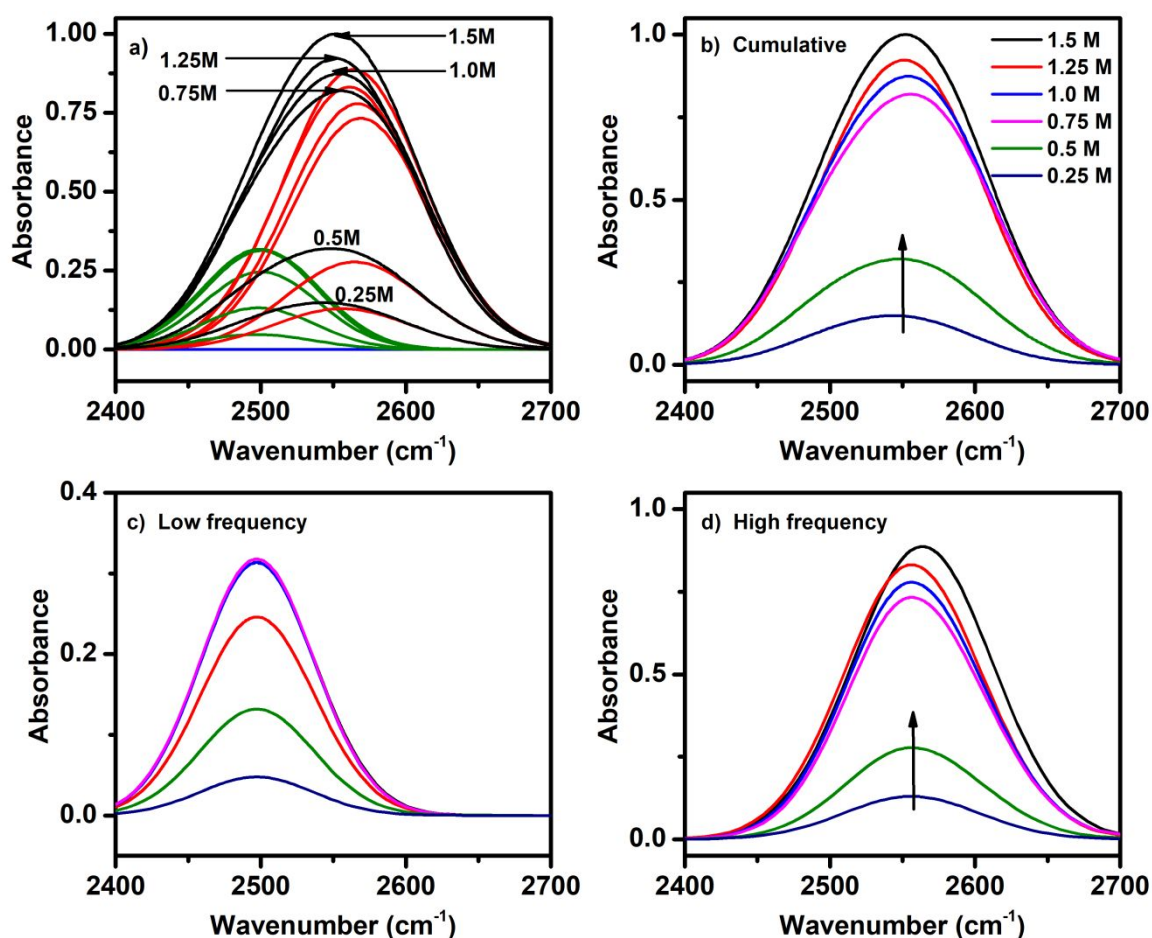 a)
1.5M
1.25M
1.0M
0.75M
0.5M
0.25M
1.00
0.75
0.50
0.25
0.00
Absorbance
2400 2500 2600 2700
Wavenumber (cm⁻¹)
b) Cumulative
1.5 M
1.25 M
1.0 M
0.75 M
0.5 M
0.25 M
1.0
0.5
0.0
Absorbance
2400 2500 2600 2700
Wavenumber (cm⁻¹)
c) Low frequency
0.4
0.2
0.0
Absorbance
2400 2500 2600 2700
Wavenumber (cm⁻¹)
d) High frequency
1.0
0.5
0.0
Absorbance
2400 2500 2600 2700
Wavenumber (cm⁻¹)